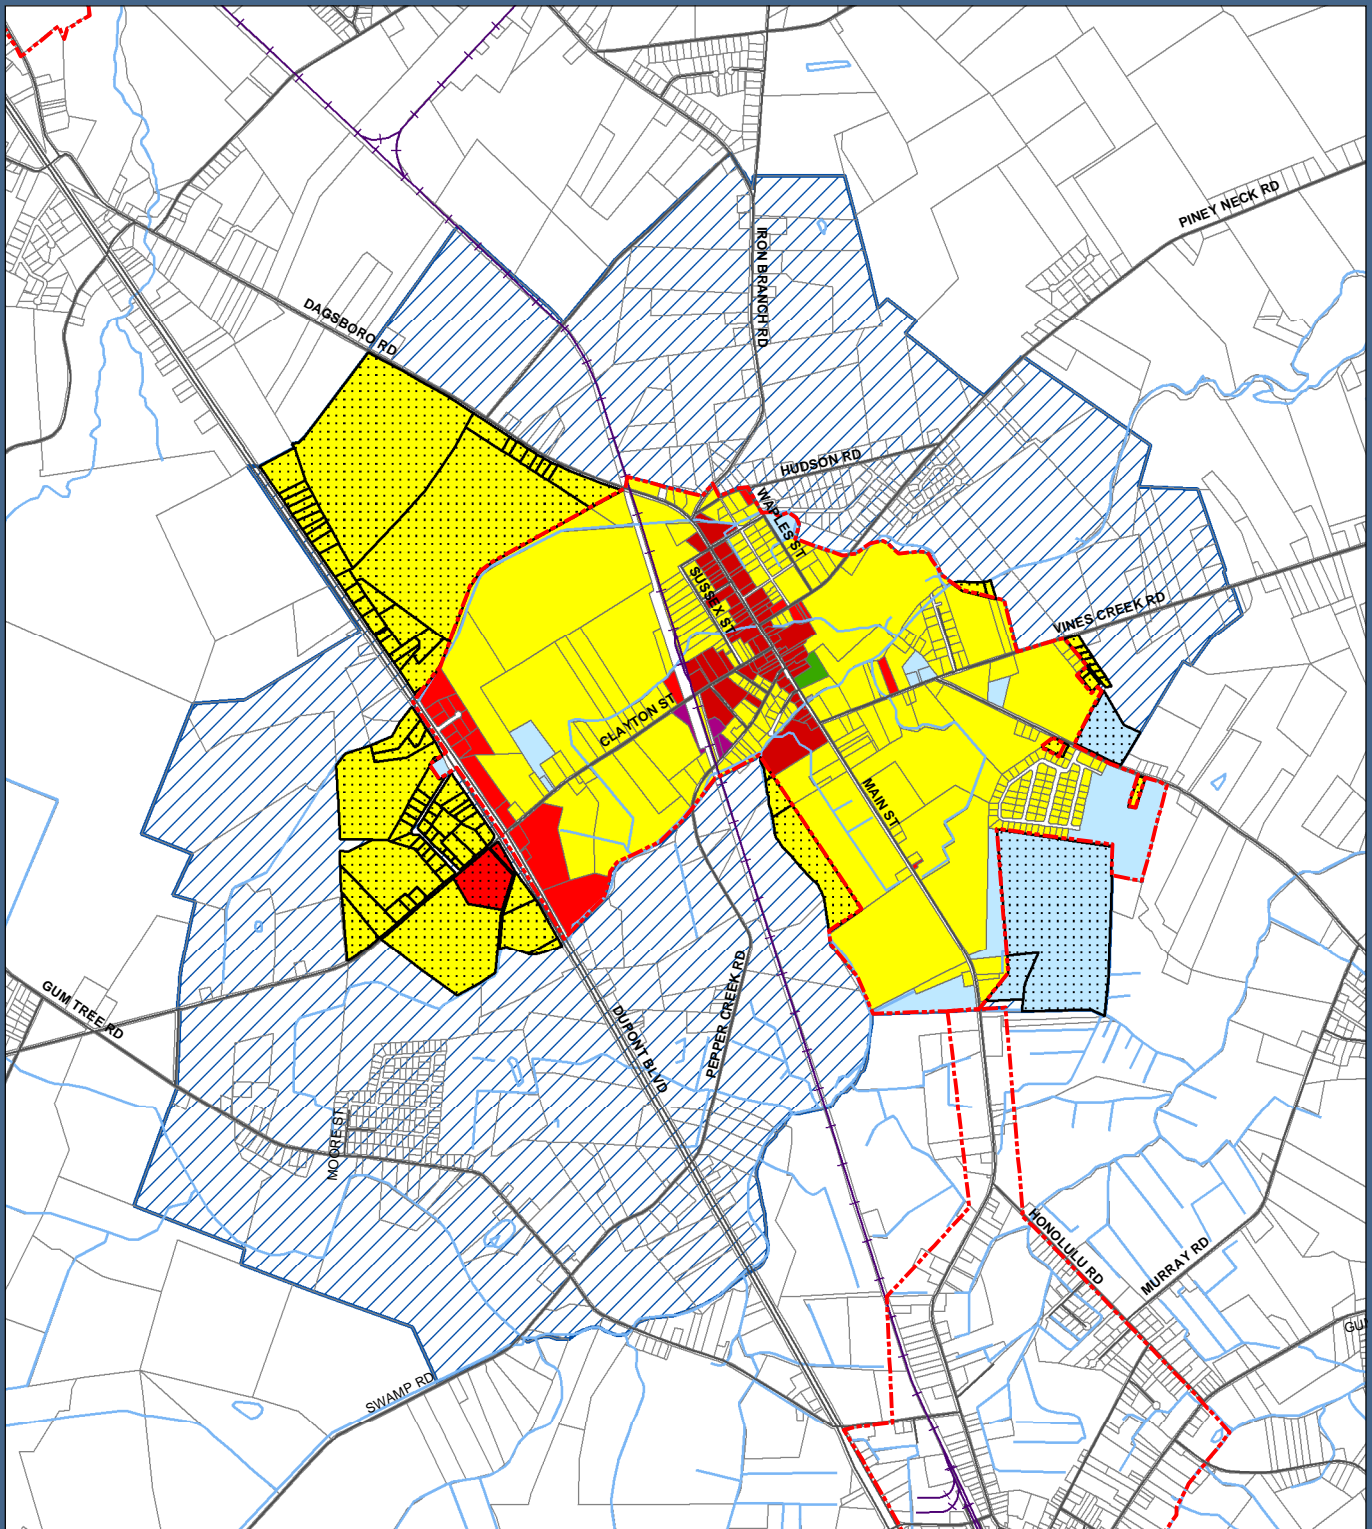 PINEY NECK RD
IRON BRANCH RD
DAGSBORO RD
HUDSON RD
WAPLES ST
SUSSEX ST
VINES CREEK RD
CLAYTON ST
MAIN ST
PEPPER CREEK RD
GUM TREE RD
DUPONT BLVD
MOORE ST
HONOLULU RD
MURRAY RD
GU
SWAMP RD